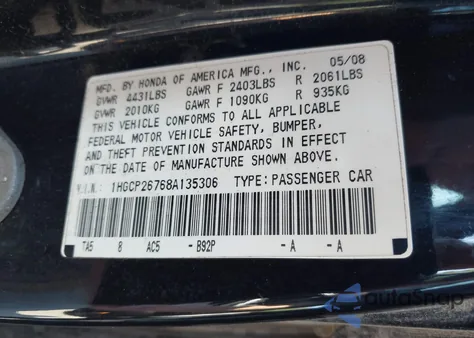 MFD. BY HONDA OF AMERICA MFG., INC. 05/08
GVWR 4431LBS GAWR F 2403LBS R 2061LBS
GVWR 2010KG GAWR F 1090KG R 935KG
THIS VEHICLE CONFORMS TO ALL APPLICABLE
FEDERAL MOTOR VEHICLE SAFETY, BUMPER,
AND THEFT PREVENTION STANDARDS IN EFFECT
ON THE DATE OF MANUFACTURE SHOWN ABOVE.
V.I.N.: 1HGCP26768A135306 TYPE: PASSENGER CAR
TA5 8 AC5 -B92P -A -A
autoSnap